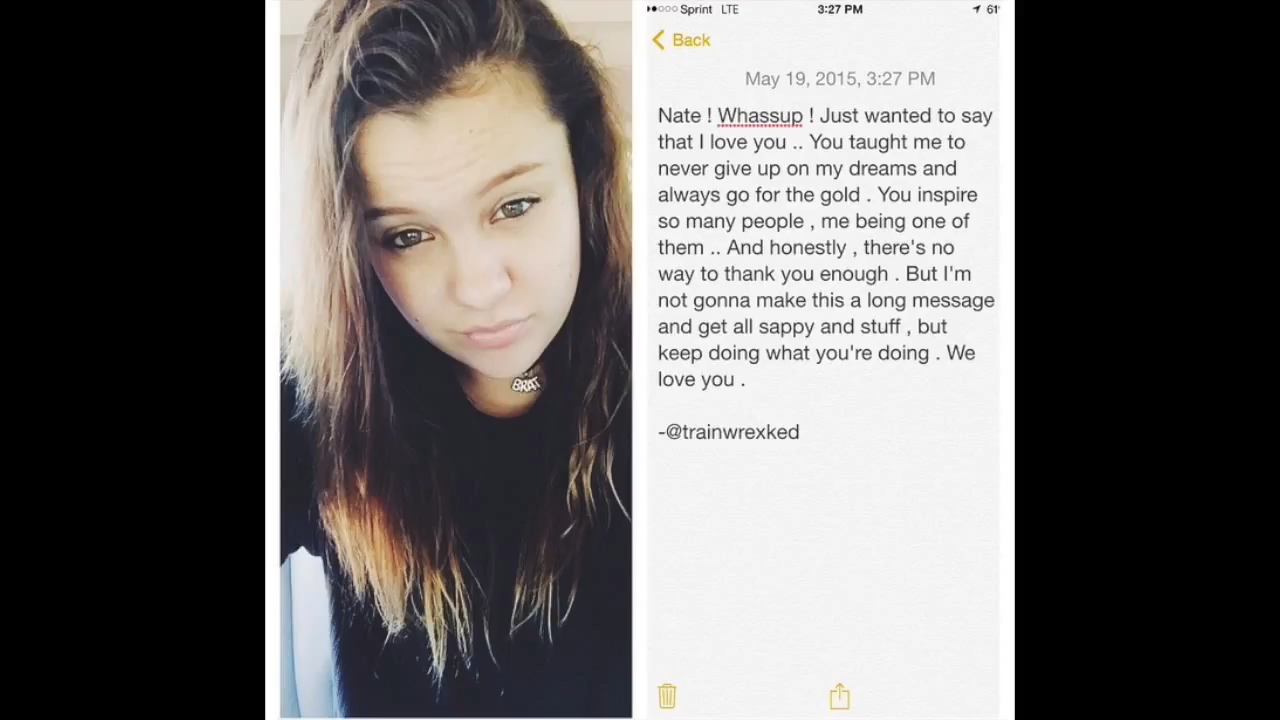 Sprint LTE 3:27 PM 61
Back
May 19, 2015, 3:27 PM
Nate ! Whassup ! Just wanted to say
that I love you .. You taught me to
never give up on my dreams and
always go for the gold . You inspire
so many people , me being one of
them .. And honestly , there's no
way to thank you enough . But I'm
not gonna make this a long message
and get all sappy and stuff , but
keep doing what you're doing . We
love you .
-@trainwrexked
BRAT